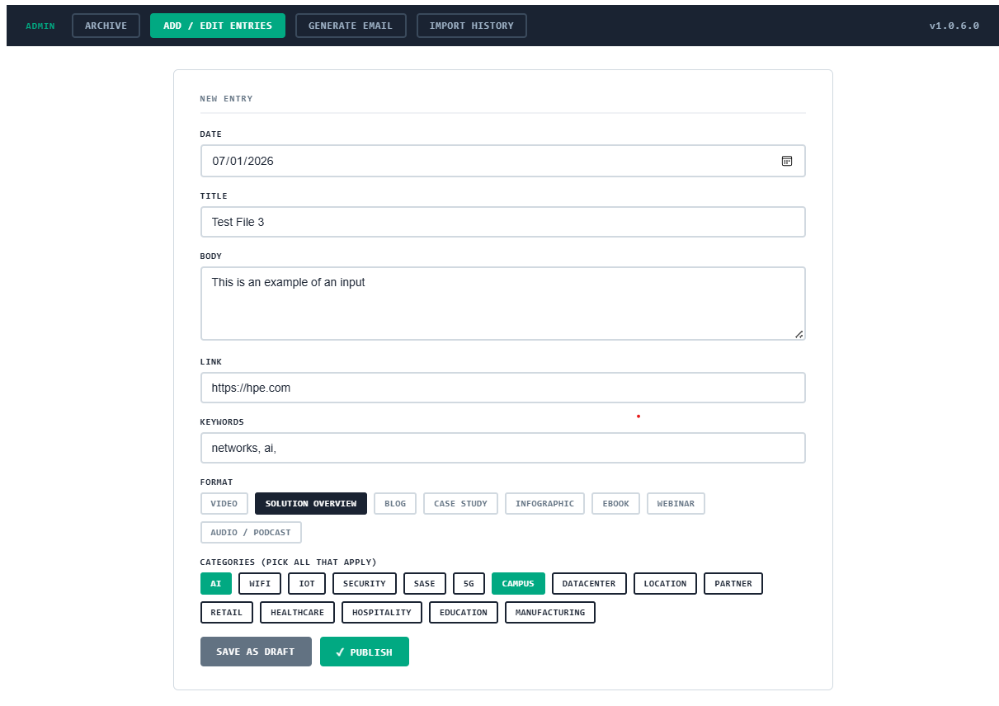 ADMIN ARCHIVE ADD / EDIT ENTRIES GENERATE EMAIL IMPORT HISTORY v1.0.6.0
NEW ENTRY
DATE
07/01/2026
TITLE
Test File 3
BODY
This is an example of an input
LINK
https://hpe.com
KEYWORDS
networks, ai,
FORMAT
VIDEO SOLUTION OVERVIEW BLOG CASE STUDY INFOGRAPHIC EBOOK WEBINAR
AUDIO / PODCAST
CATEGORIES (PICK ALL THAT APPLY)
AI WIFI IOT SECURITY SASE 5G CAMPUS DATACENTER LOCATION PARTNER
RETAIL HEALTHCARE HOSPITALITY EDUCATION MANUFACTURING
SAVE AS DRAFT ✓ PUBLISH